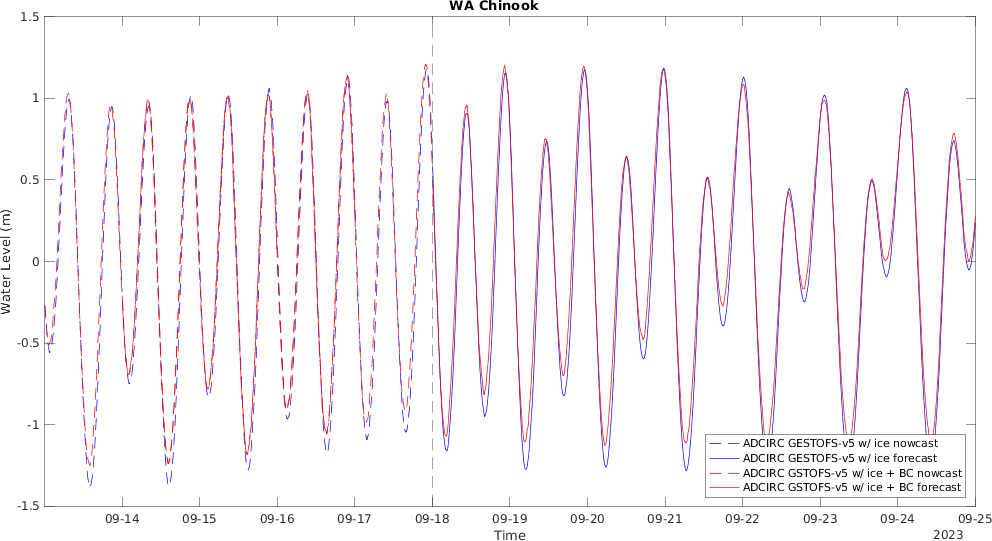 WA Chinook
1.5
1
0.5
0
-0.5
-1
-1.5
Water Level (m)
09-14 09-15 09-16 09-17 09-18 09-19 09-20 09-21 09-22 09-23 09-24 09-25
Time
2023
ADCIRC GESTOFS-v5 w/ ice nowcast
ADCIRC GESTOFS-v5 w/ ice forecast
ADCIRC GSTOFS-v5 w/ ice + BC nowcast
ADCIRC GSTOFS-v5 w/ ice + BC forecast